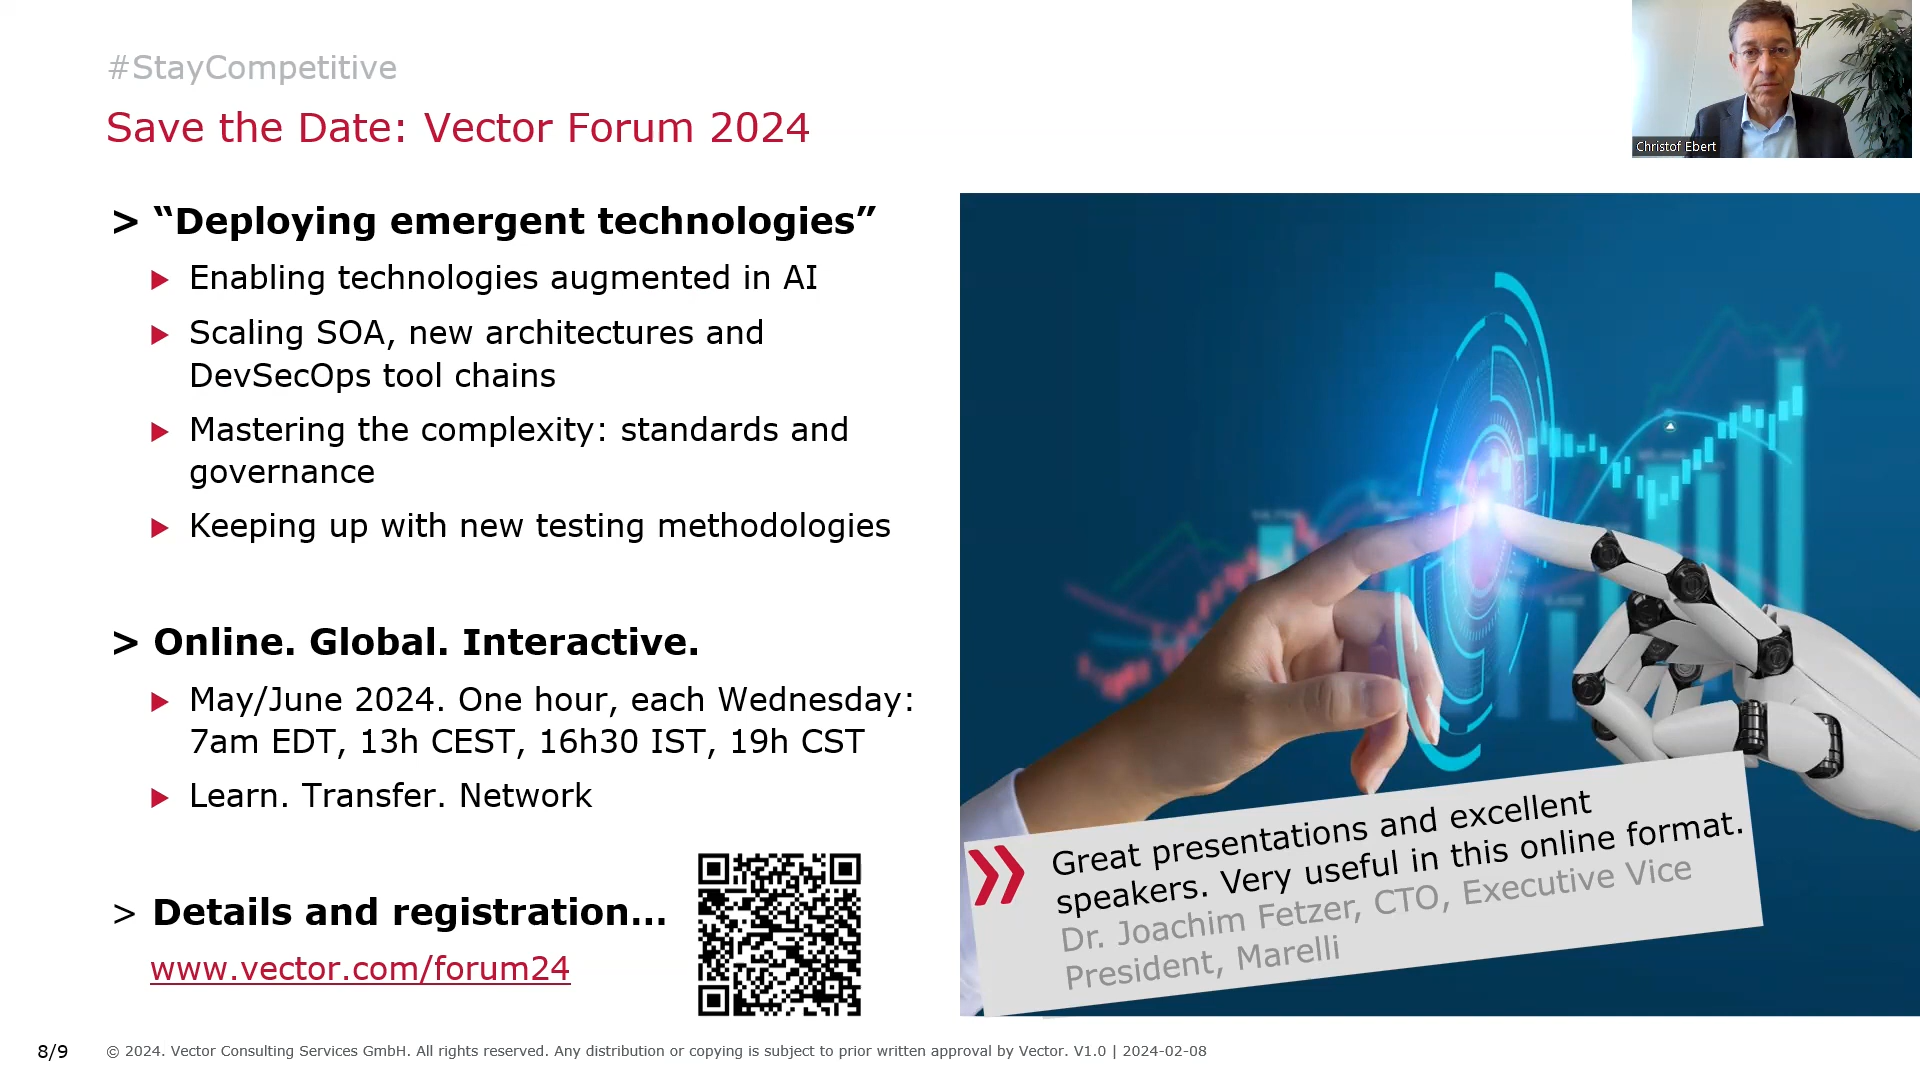 #StayCompetitive
Save the Date: Vector Forum 2024
Christof Ebert
> “Deploying emergent technologies”
Enabling technologies augmented in AI
Scaling SOA, new architectures and
DevSecOps tool chains
Mastering the complexity: standards and
governance
Keeping up with new testing methodologies
> Online. Global. Interactive.
May/June 2024. One hour, each Wednesday:
7am EDT, 13h CEST, 16h30 IST, 19h CST
Learn. Transfer. Network
> Details and registration…
www.vector.com/forum24
Great presentations and excellent
speakers. Very useful in this online format.
Dr. Joachim Fetzer, CTO, Executive Vice
President, Marelli
8/9
© 2024. Vector Consulting Services GmbH. All rights reserved. Any distribution or copying is subject to prior written approval by Vector. V1.0 | 2024-02-08